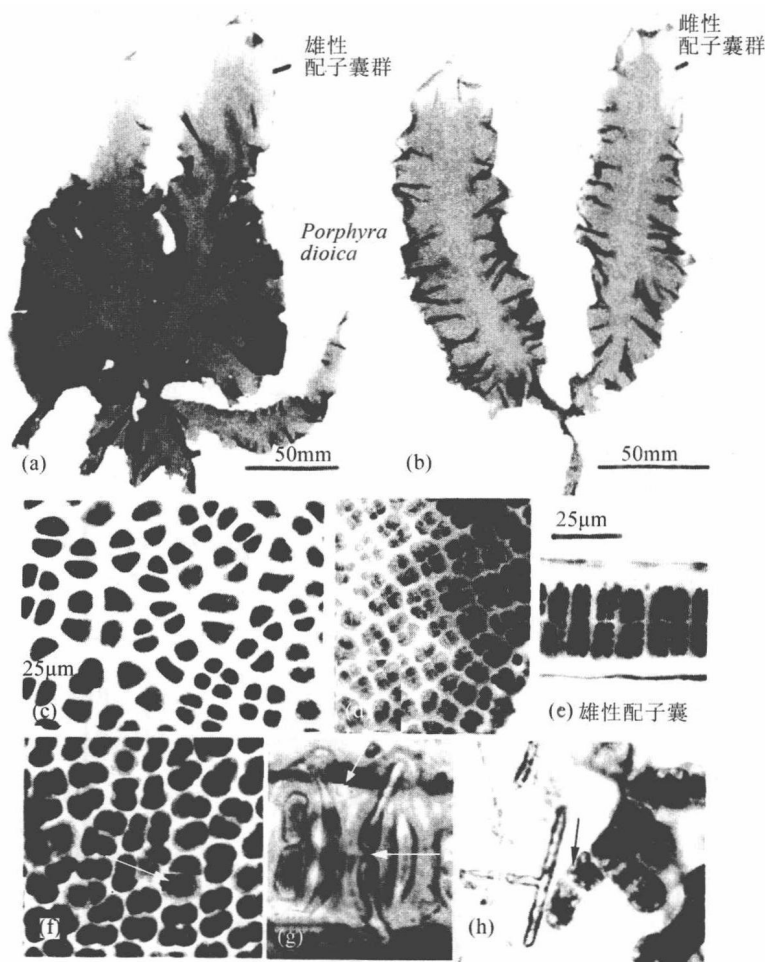 雄性
配子囊群
雌性
配子囊群
Porphyra
dioica
(a)
50mm
(b)
50mm
25μm
25μm
(c)
(d
(e) 雄性配子囊
(f)
(g)
(h)